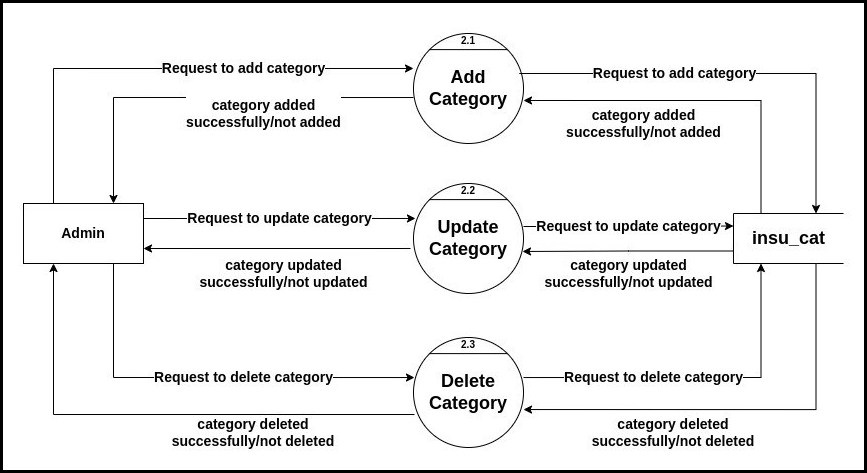 2.1
Add
Category
Request to add category
Request to add category
category added
successfully/not added
category added
successfully/not added
2.2
Update
Category
Admin
insu_cat
Request to update category
Request to update category
category updated
successfully/not updated
category updated
successfully/not updated
2.3
Delete
Category
Request to delete category
Request to delete category
category deleted
successfully/not deleted
category deleted
successfully/not deleted